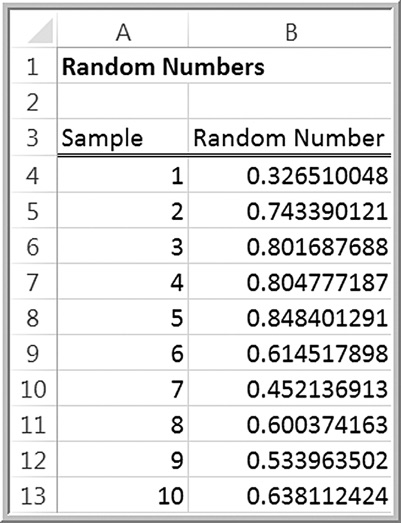 A B
1 Random Numbers
2
3 Sample Random Number
4 1 0.326510048
5 2 0.743390121
6 3 0.801687688
7 4 0.804777187
8 5 0.848401291
9 6 0.614517898
10 7 0.452136913
11 8 0.600374163
12 9 0.533963502
13 10 0.638112424